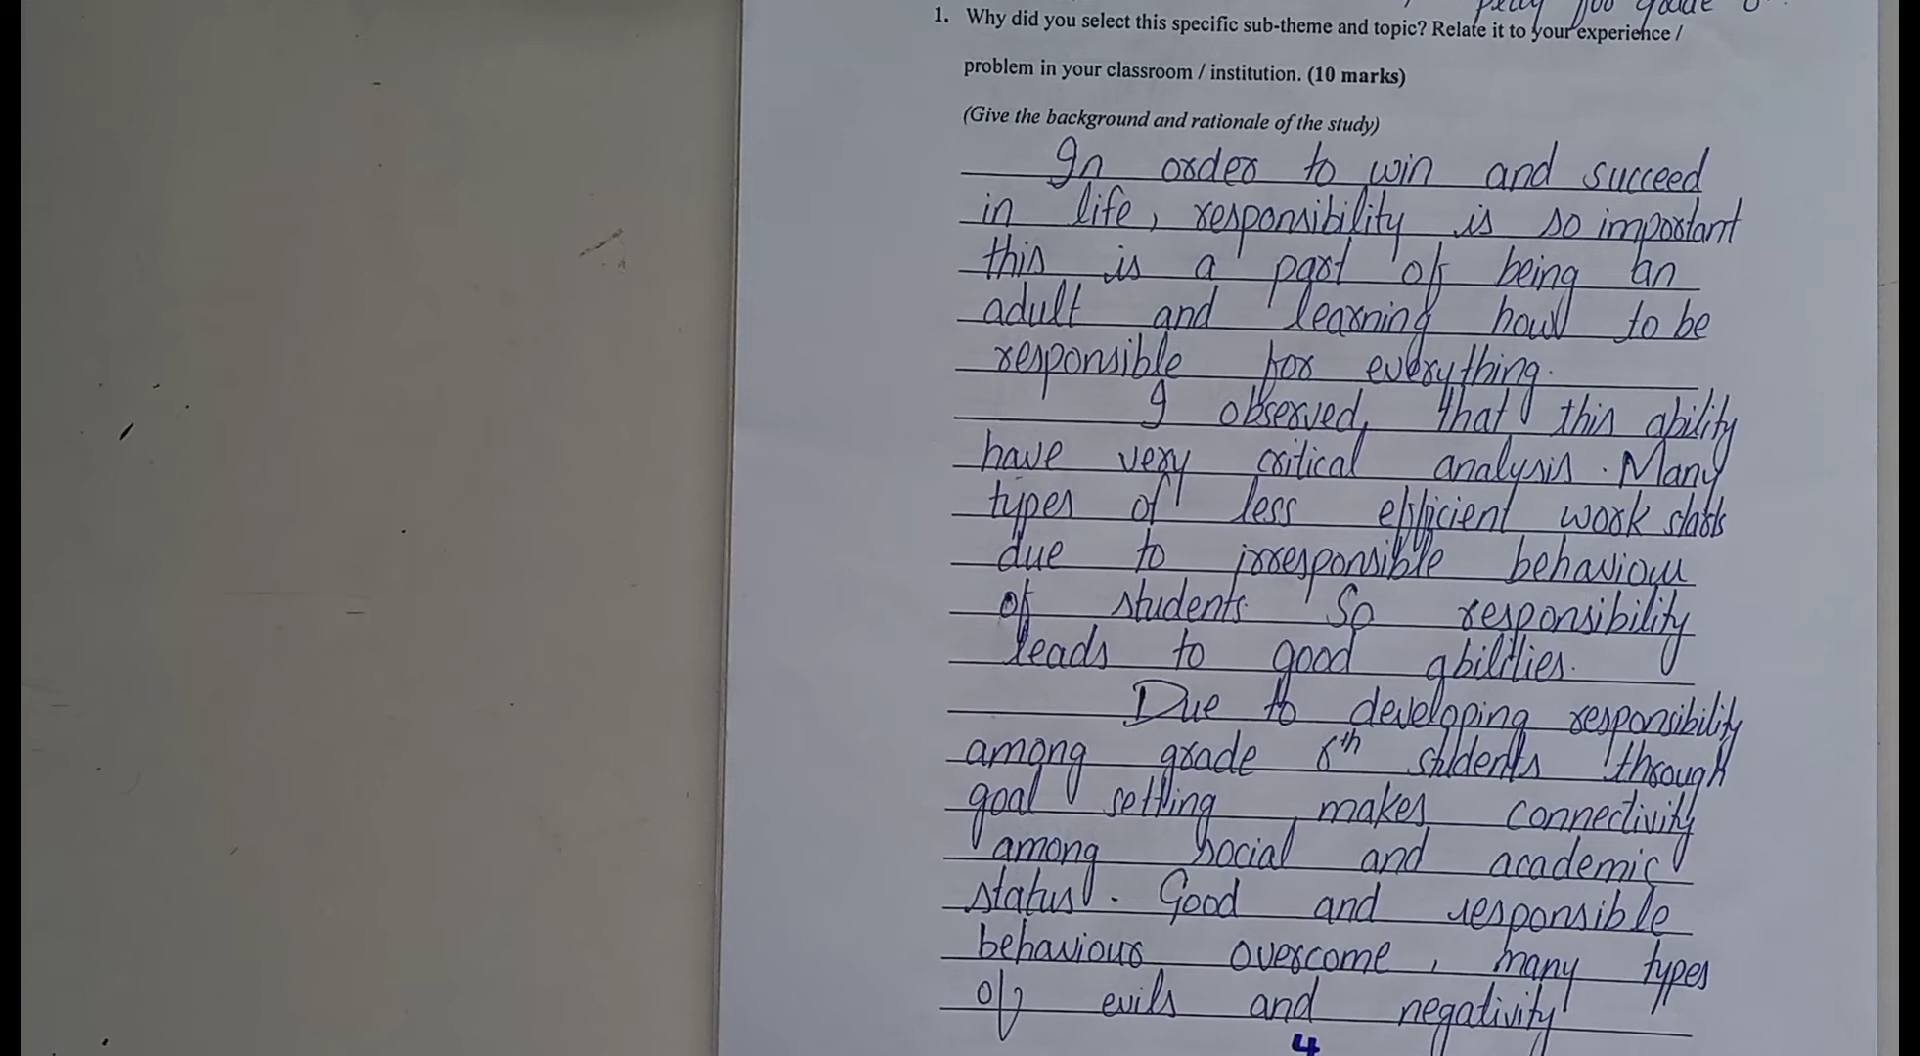 1. Why did you select this specific sub-theme and topic? Relate it to your experience /
problem in your classroom / institution. (10 marks)
(Give the background and rationale of the study)
In order to win and succeed
in life, responsibility is so important
this is a part of being an
adult and learning how to be
responsible for everything.
I observed, that this ability
have very critical analysis. Many
types of less efficient work starts
due to irresponsible behaviour
of students. So responsibility
leads to good abilities.
Due to developing responsibility
among grade th students through
goal setting makes connectivity
among social and academic
status. Good and responsible
behaviour overcome, many types
of evils and negativity
4